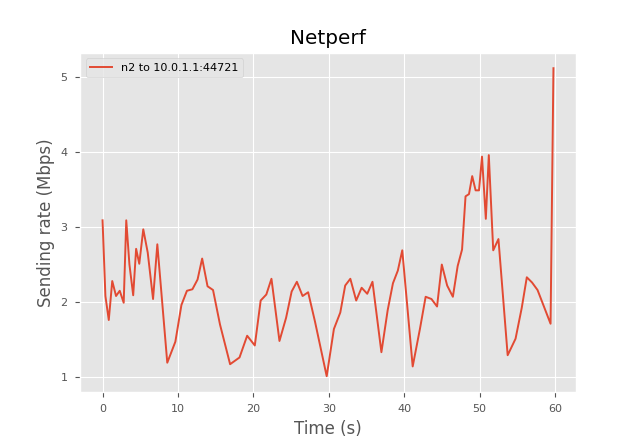 Netperf
n2 to 10.0.1.1:44721
Sending rate (Mbps)
5
4
3
2
1
0 10 20 30 40 50 60
Time (s)